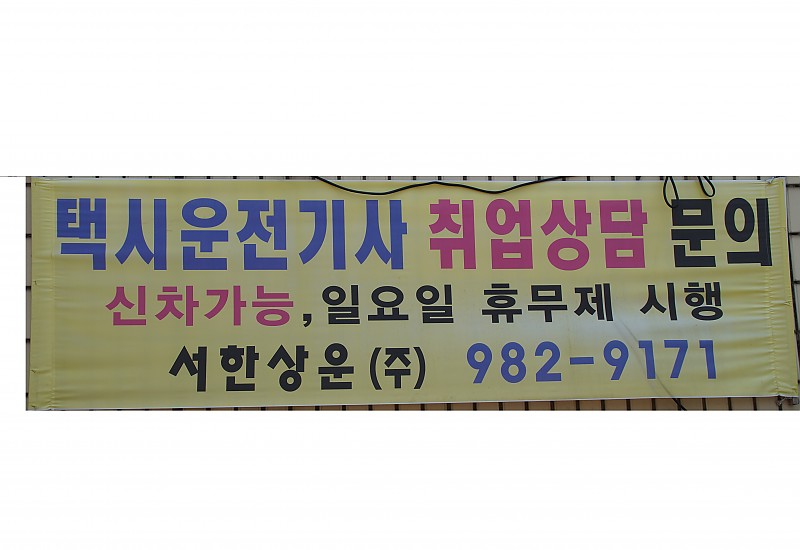 택시운전기사 취업상담 문의
신차가능, 일요일 휴무제 시행
서한상운(주) 982-9171